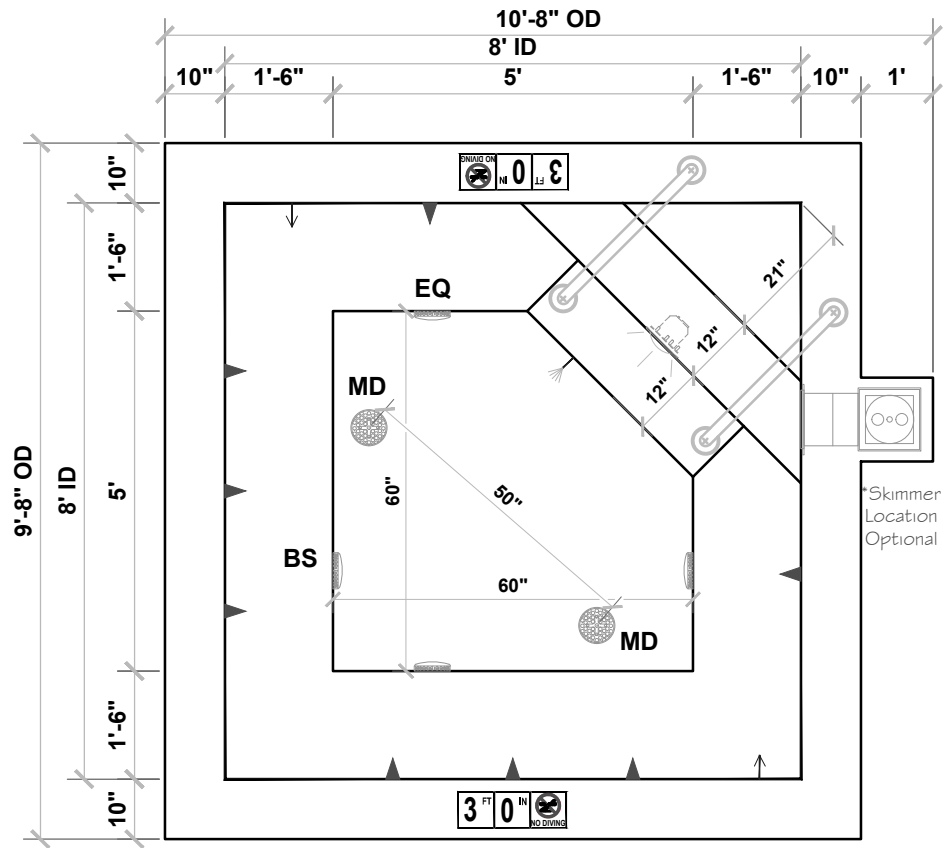 10'-8" OD
8' ID
10" 1'-6" 5' 1'-6" 10" 1'
NO DIVING 0 IN 3 FT
9'-8" OD
8' ID
10"
1'-6"
5'
1'-6"
10"
EQ
MD
BS
MD
60"
60"
50"
12"
12"
21"
*Skimmer
Location
Optional
3 FT 0 IN
NO DIVING